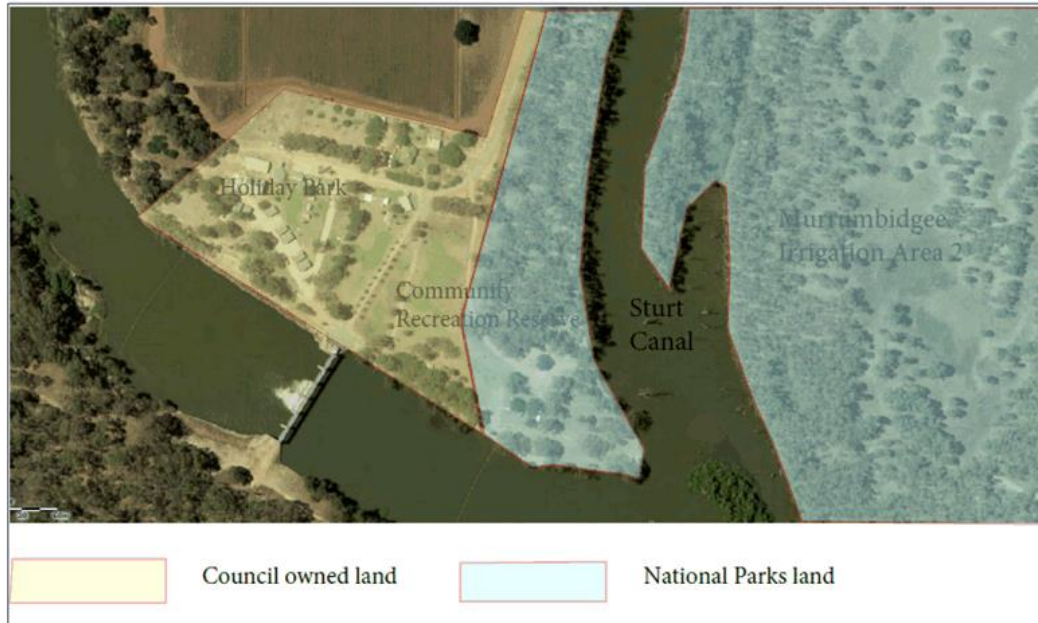 Holiday Park
Murrumbidgee
Irrigation Area 2
Community
Recreation Reserve
Sturt
Canal
Council owned land
National Parks land